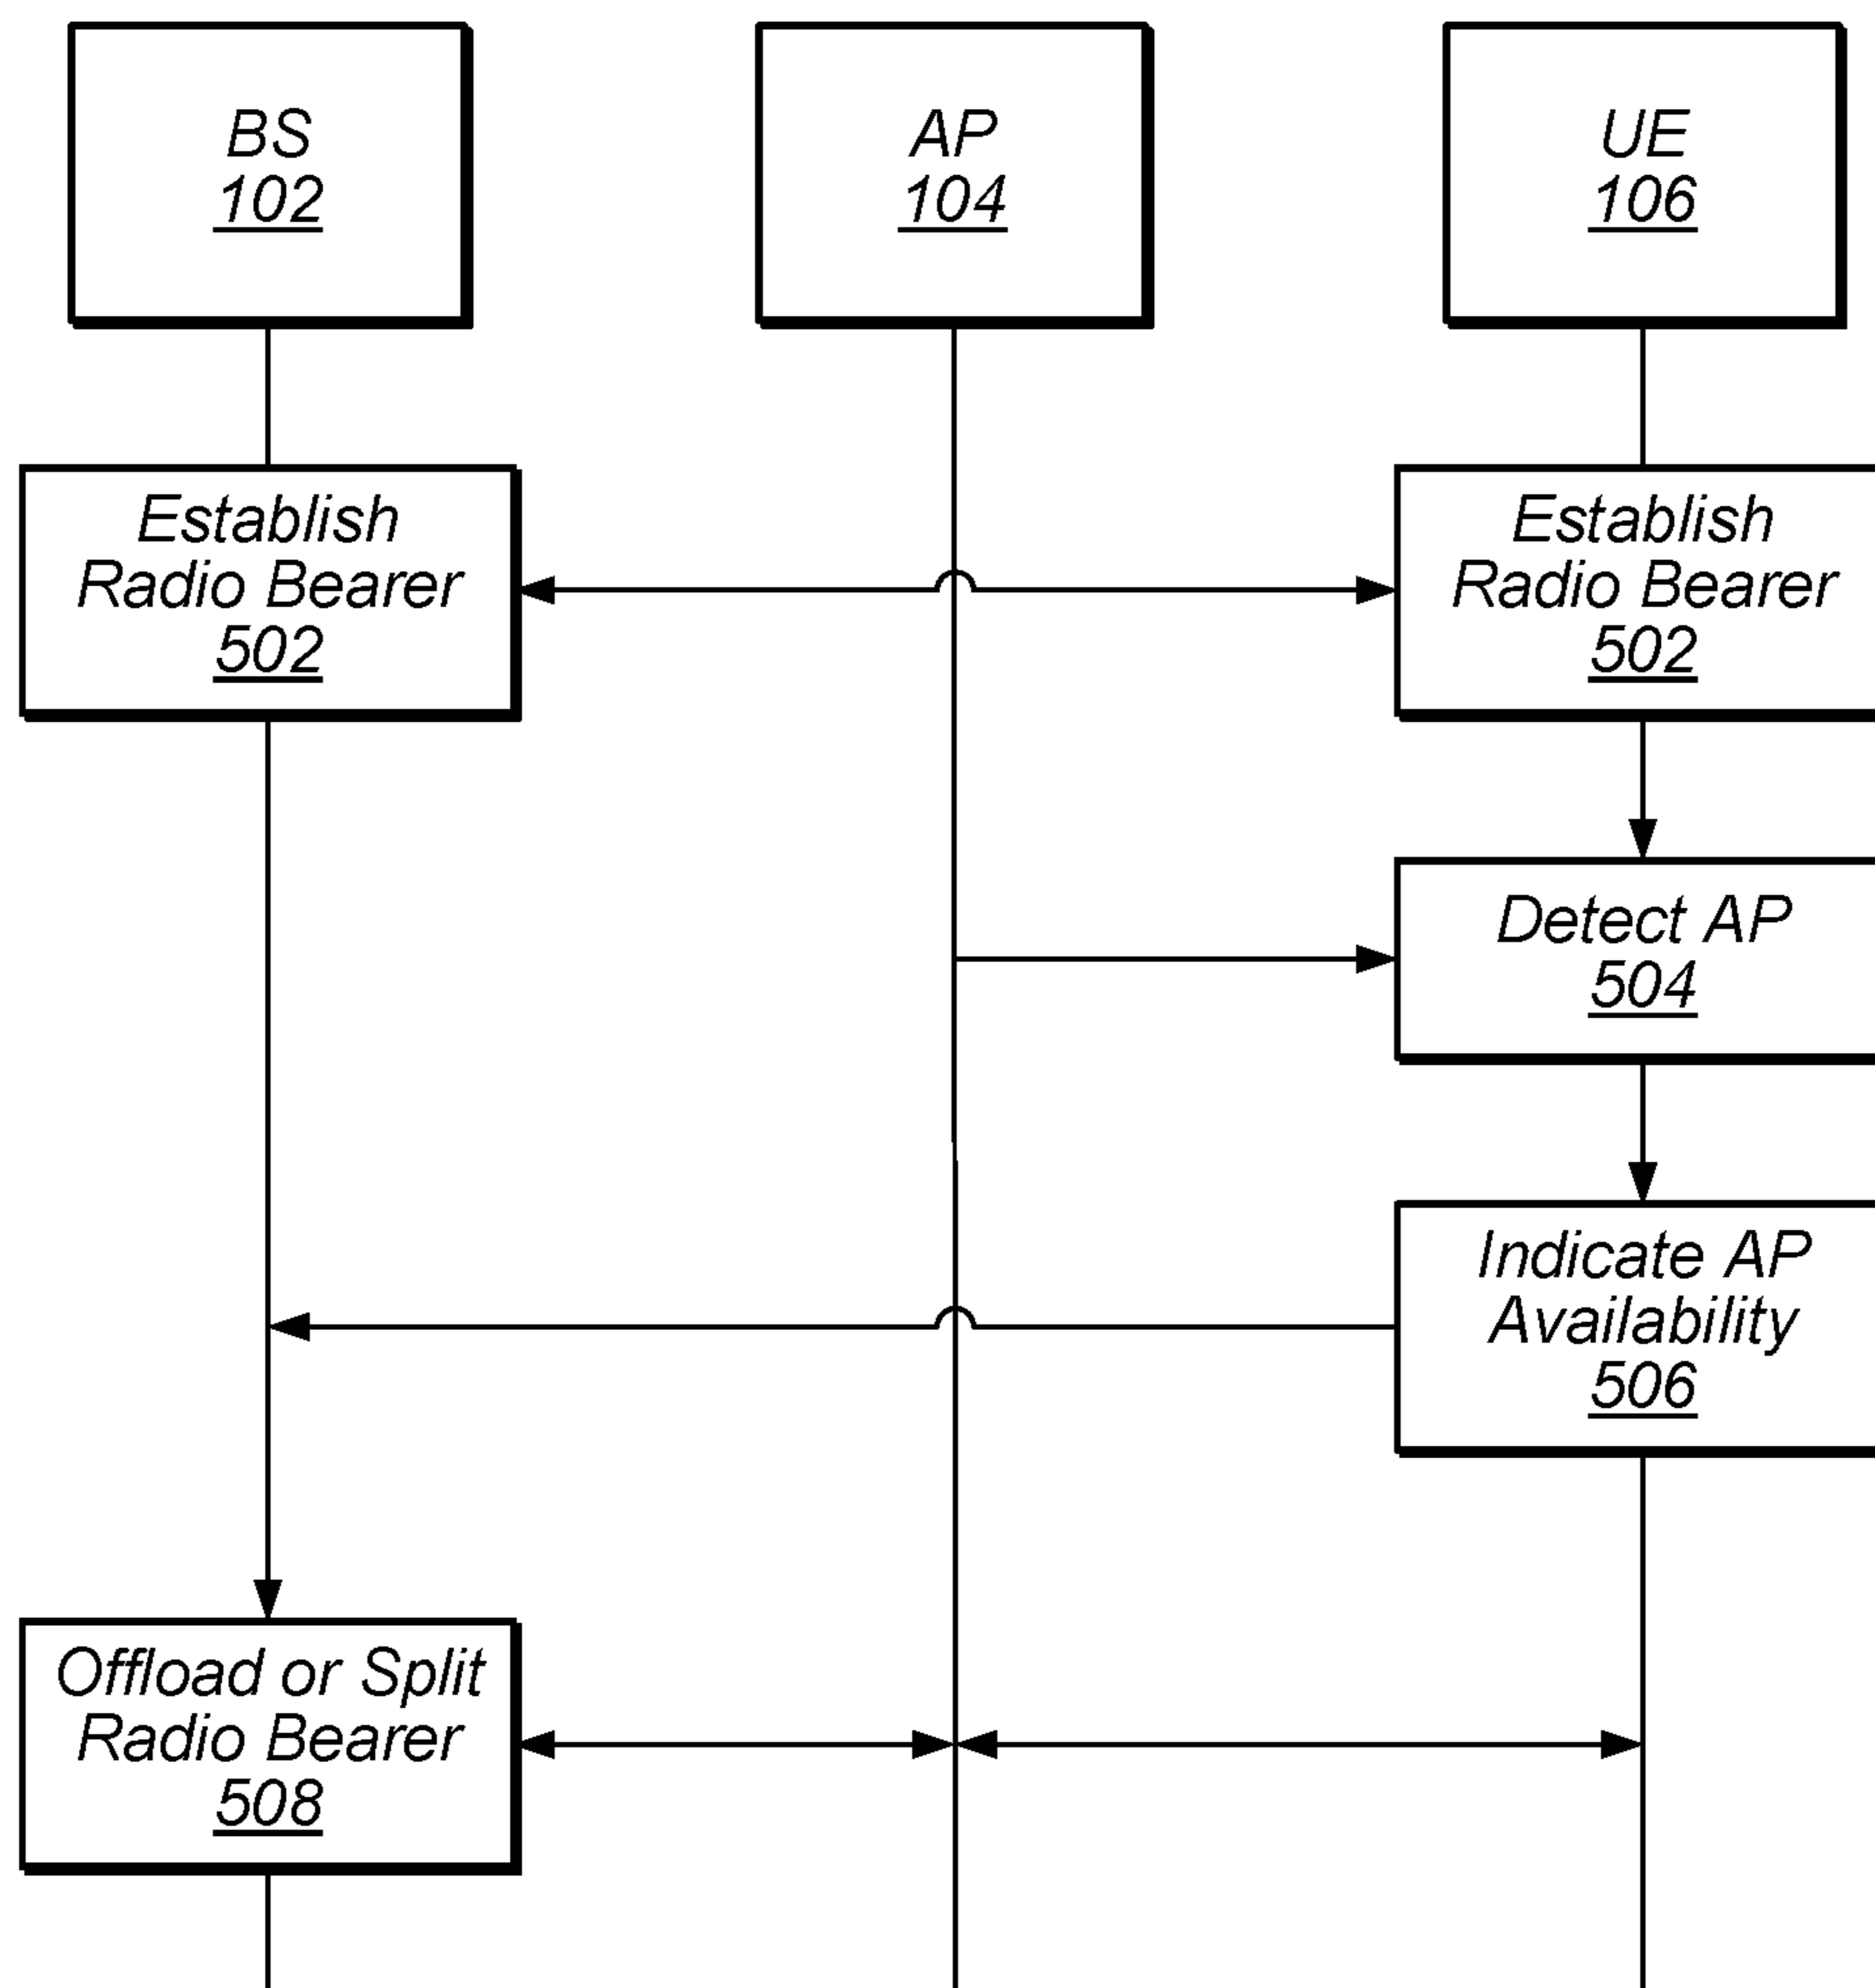 BS
102
AP
104
UE
106
Establish
Radio Bearer
502
Establish
Radio Bearer
502
Detect AP
504
Indicate AP
Availability
506
Offload or Split
Radio Bearer
508